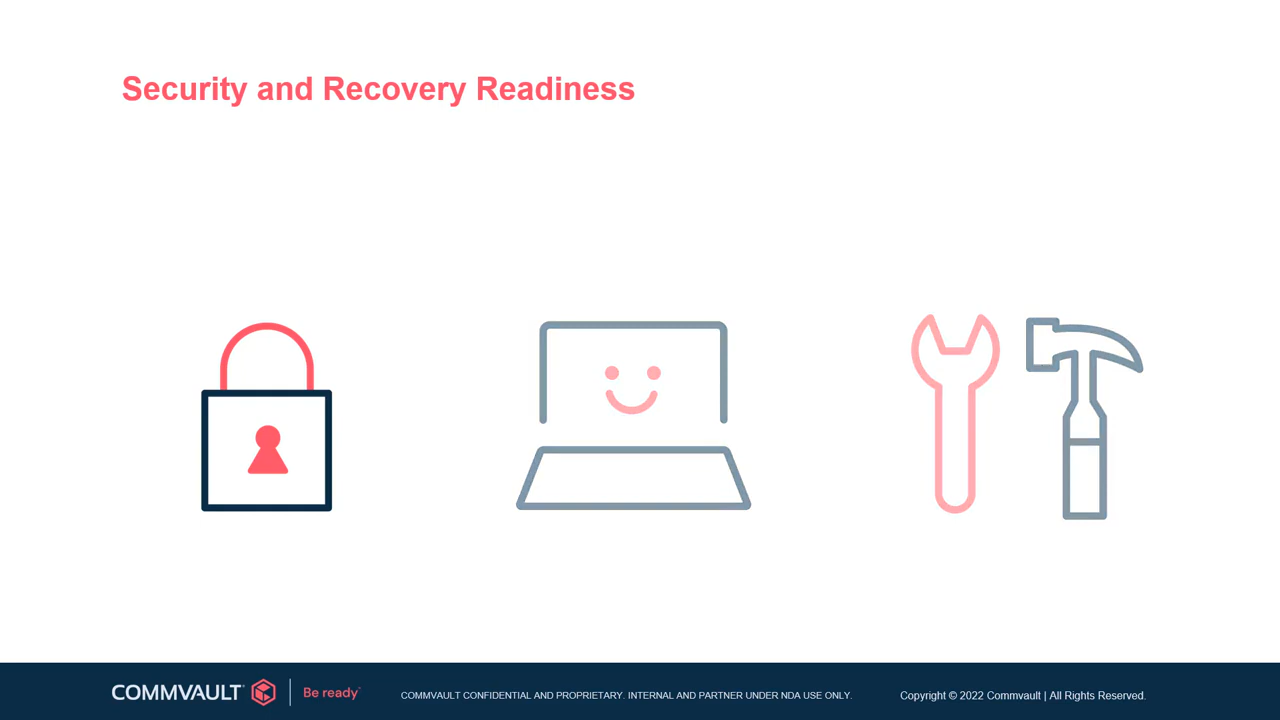 Security and Recovery Readiness
COMMVAULT
Be ready
COMMVAULT CONFIDENTIAL AND PROPRIETARY. INTERNAL AND PARTNER UNDER NDA USE ONLY.
Copyright © 2022 Commvault | All Rights Reserved.